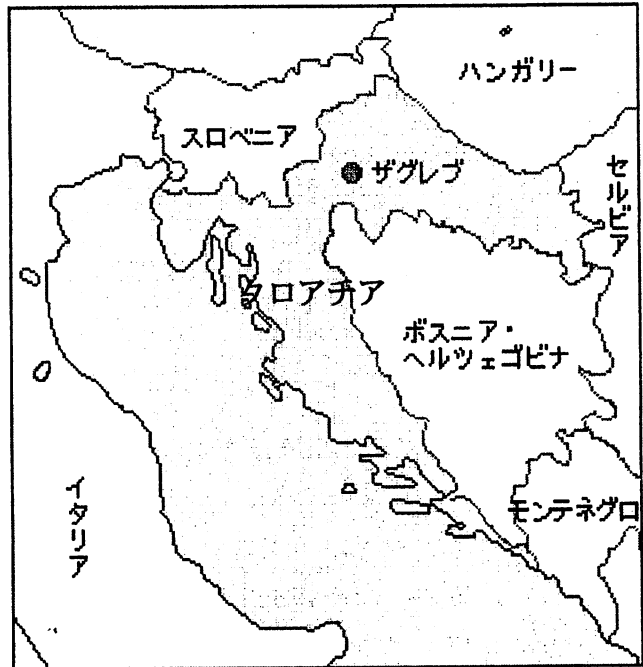 ハンガリー
スロベニア
ザグレブ
セルビア
クロアチア
ボスニア・
ヘルツェゴビナ
イタリア
モンテネグロ